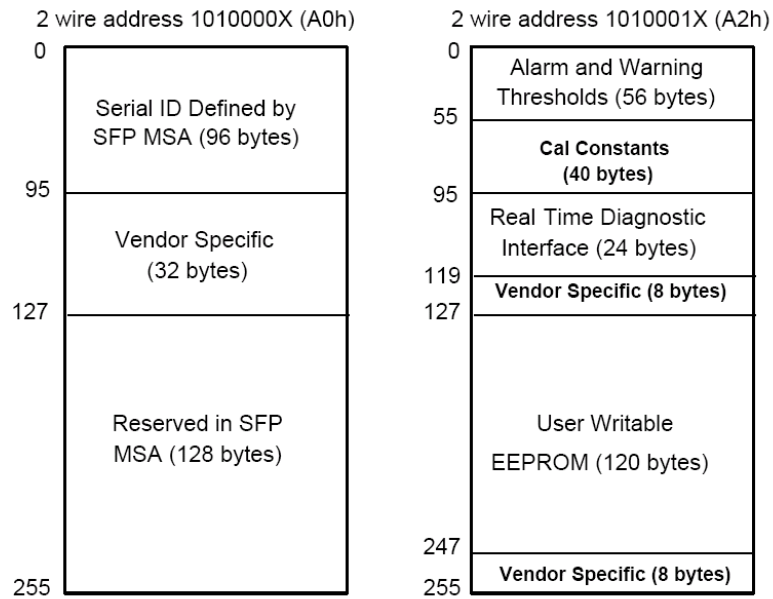 2 wire address 1010000X (A0h)
0
Serial ID Defined by
SFP MSA (96 bytes)
95
Vendor Specific
(32 bytes)
127
Reserved in SFP
MSA (128 bytes)
255
2 wire address 1010001X (A2h)
0
Alarm and Warning
Thresholds (56 bytes)
55
Cal Constants
(40 bytes)
95
Real Time Diagnostic
Interface (24 bytes)
119
Vendor Specific (8 bytes)
127
User Writable
EEPROM (120 bytes)
247
Vendor Specific (8 bytes)
255